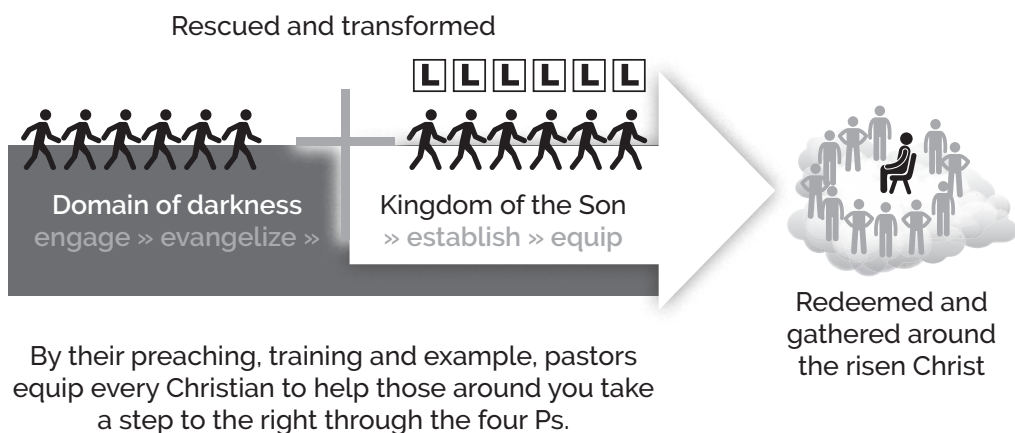 Rescued and transformed
L L L L L L
Domain of darkness
engage » evangelize »
Kingdom of the Son
» establish » equip
Redeemed and
gathered around
the risen Christ
By their preaching, training and example, pastors
equip every Christian to help those around you take
a step to the right through the four Ps.